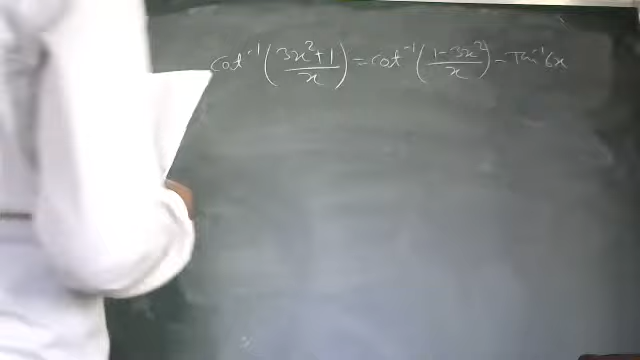 cot⁻¹((3x²+1)/x) = cot⁻¹((1-3x²)/x) - Tan⁻¹6x